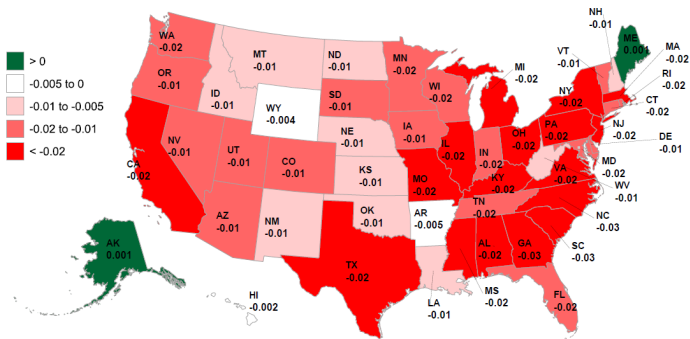 > 0
-0.005 to 0
-0.01 to -0.005
-0.02 to -0.01
< -0.02
WA
-0.02
OR
-0.01
CA
-0.02
ID
-0.01
NV
-0.01
MT
-0.01
WY
-0.004
UT
-0.01
AZ
-0.01
CO
-0.01
NM
-0.01
ND
-0.01
SD
-0.01
NE
-0.01
KS
-0.01
OK
-0.01
TX
-0.02
MN
-0.02
IA
-0.01
MO
-0.02
AR
-0.005
LA
-0.01
WI
-0.02
IL
-0.02
MI
-0.02
IN
-0.02
OH
-0.02
KY
-0.02
TN
-0.02
MS
-0.02
AL
-0.02
GA
-0.03
FL
-0.02
SC
-0.03
NC
-0.03
VA
-0.02
WV
-0.01
MD
-0.02
DE
-0.01
NJ
-0.02
PA
-0.02
NY
-0.02
CT
-0.02
RI
-0.02
MA
-0.02
VT
-0.01
NH
-0.01
ME
0.001
AK
0.001
HI
-0.002